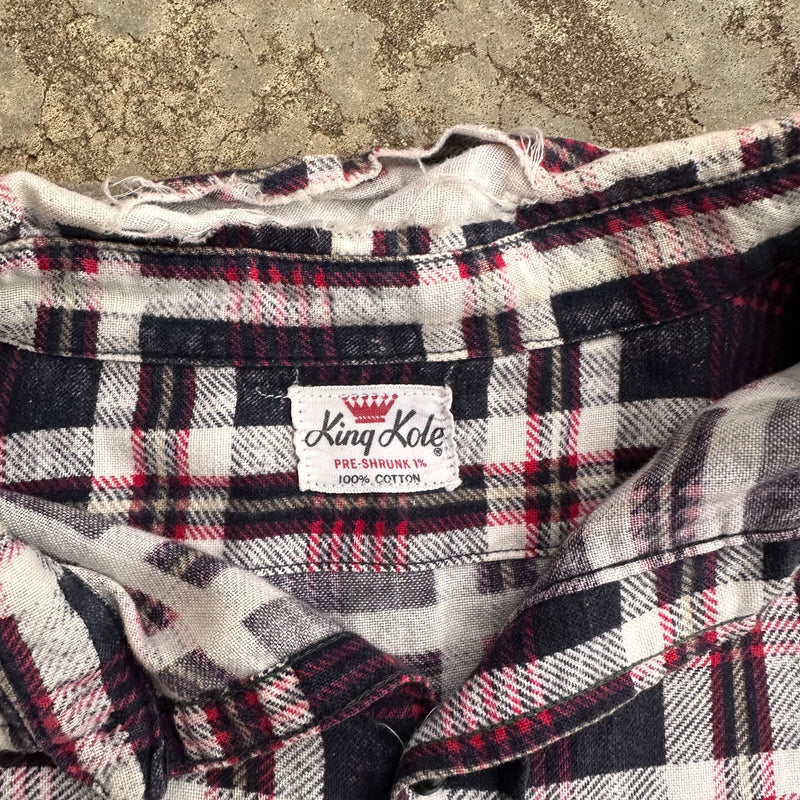 King Kole®
PRE-SHRUNK 1%
100% COTTON